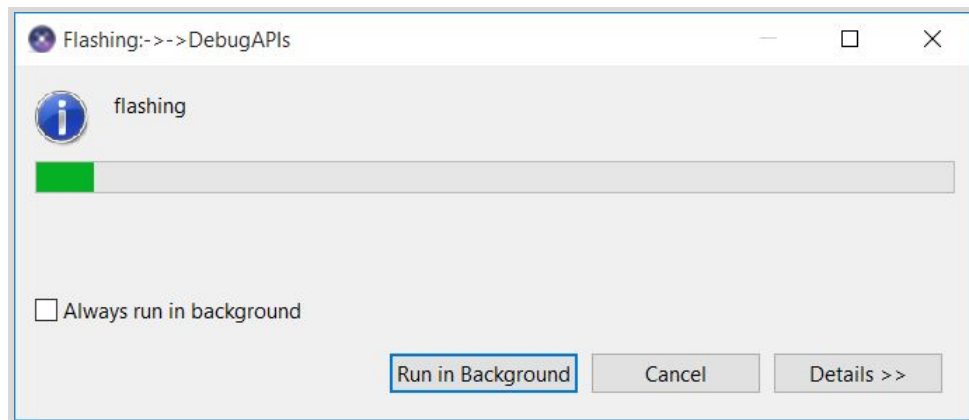 Flashing:->->DebugAPIs
flashing
Always run in background
Run in Background Cancel Details >>